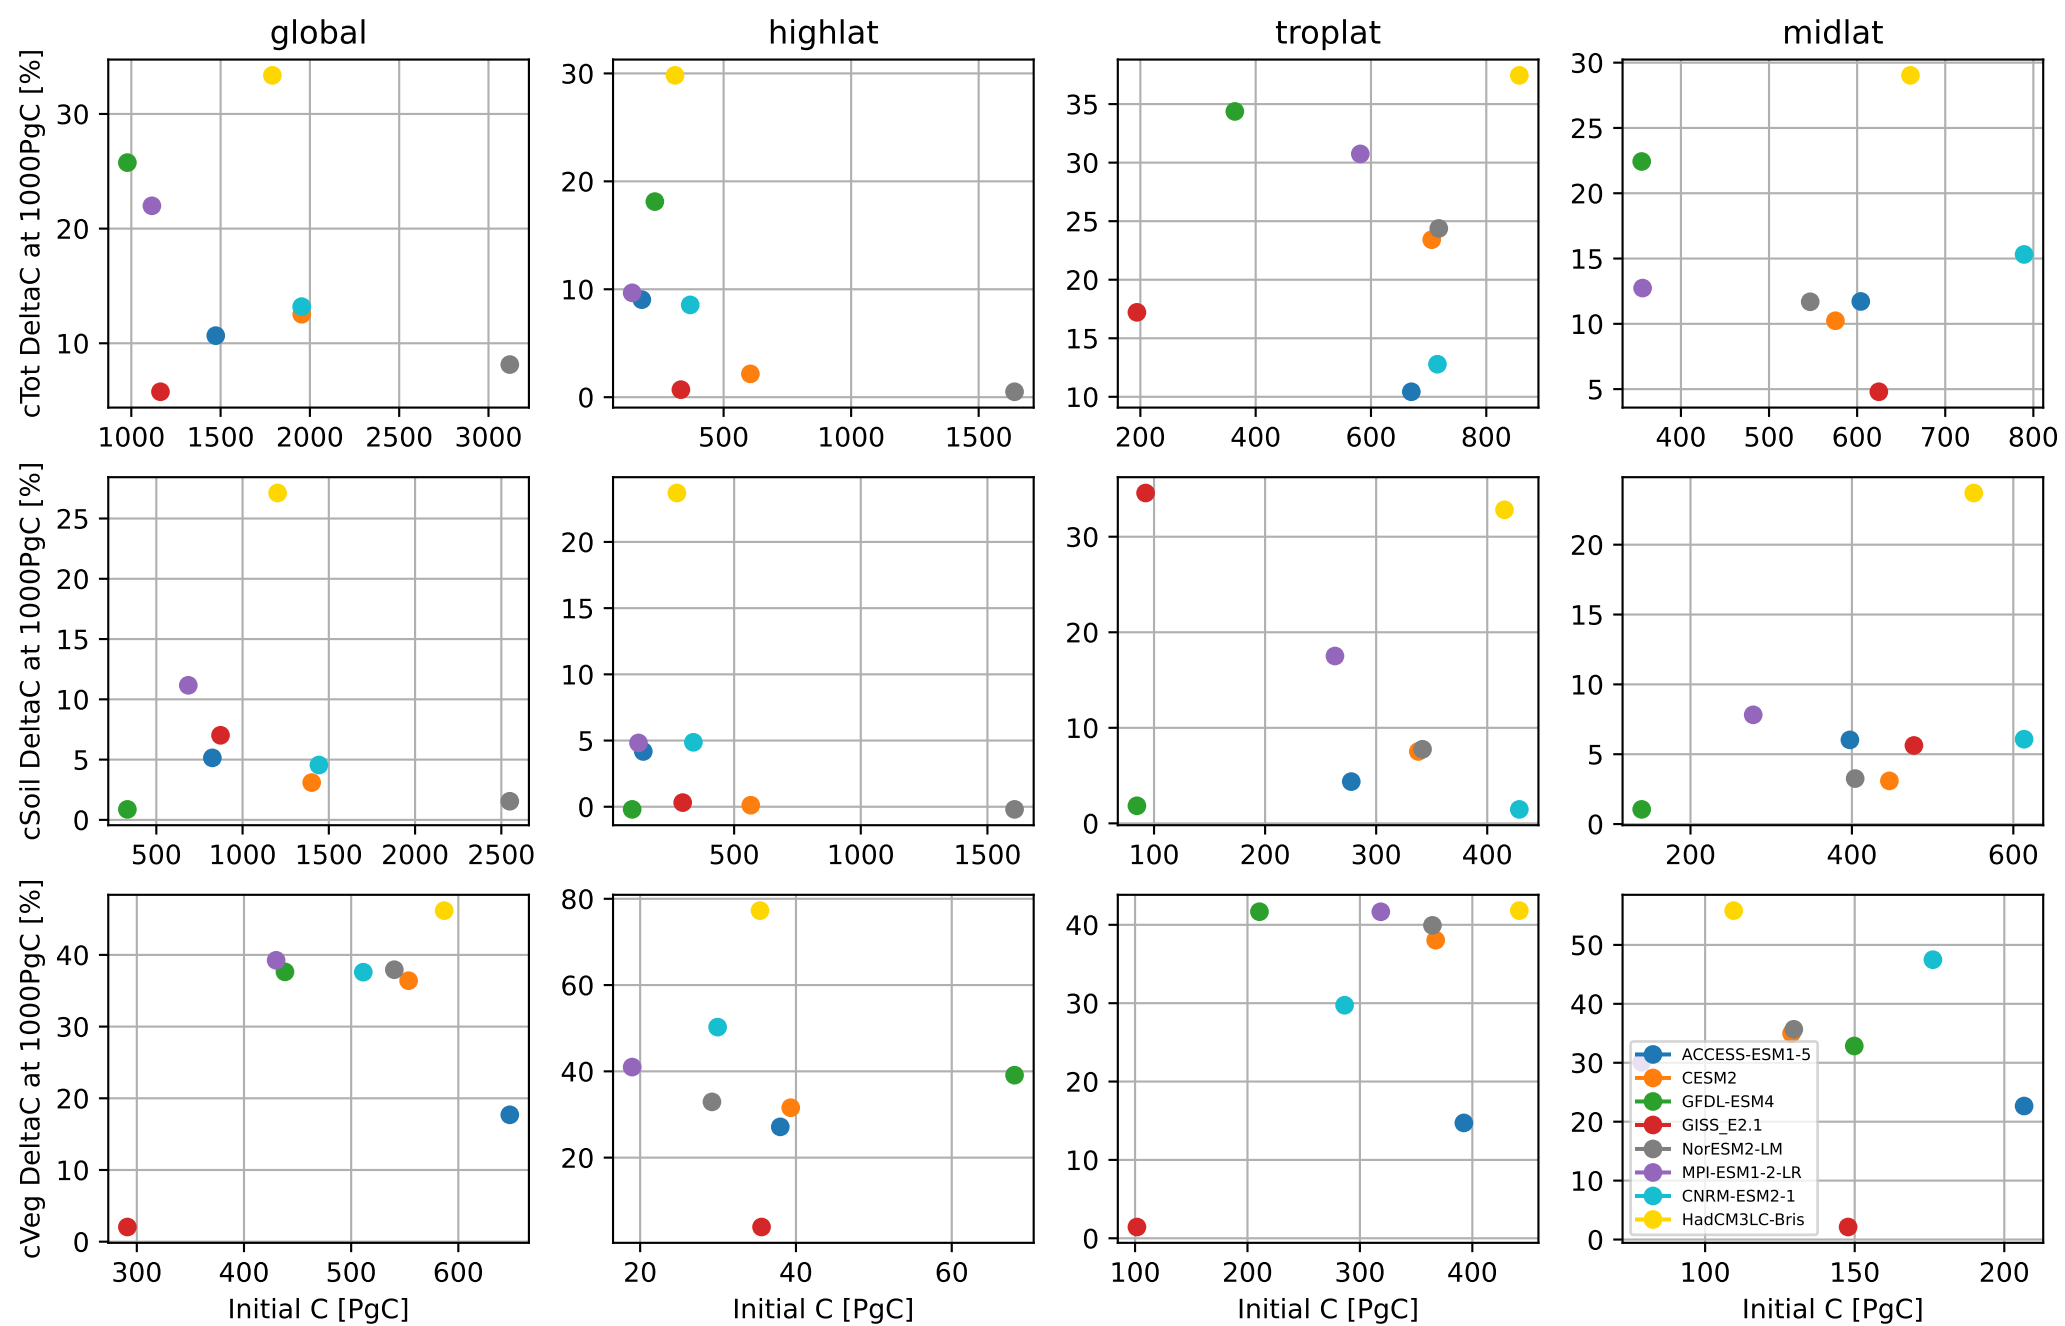 global highlat troplat midlat
cTot DeltaC at 1000PgC [%]
30
20
10
1000 1500 2000 2500 3000
30
20
10
0
500 1000 1500
35
30
25
20
15
10
200 400 600 800
30
25
20
15
10
5
400 500 600 700 800
cSoil DeltaC at 1000PgC [%]
25
20
15
10
5
0
500 1000 1500 2000 2500
20
15
10
5
0
500 1000 1500
30
20
10
0
100 200 300 400
20
15
10
5
0
200 400 600
cVeg DeltaC at 1000PgC [%]
40
30
20
10
0
300 400 500 600
Initial C [PgC]
80
60
40
20
20 40 60
Initial C [PgC]
40
30
20
10
0
100 200 300 400
Initial C [PgC]
50
40
30
20
10
0
ACCESS-ESM1-5
CESM2
GFDL-ESM4
GISS_E2.1
NorESM2-LM
MPI-ESM1-2-LR
CNRM-ESM2-1
HadCM3LC-Bris
100 150 200
Initial C [PgC]